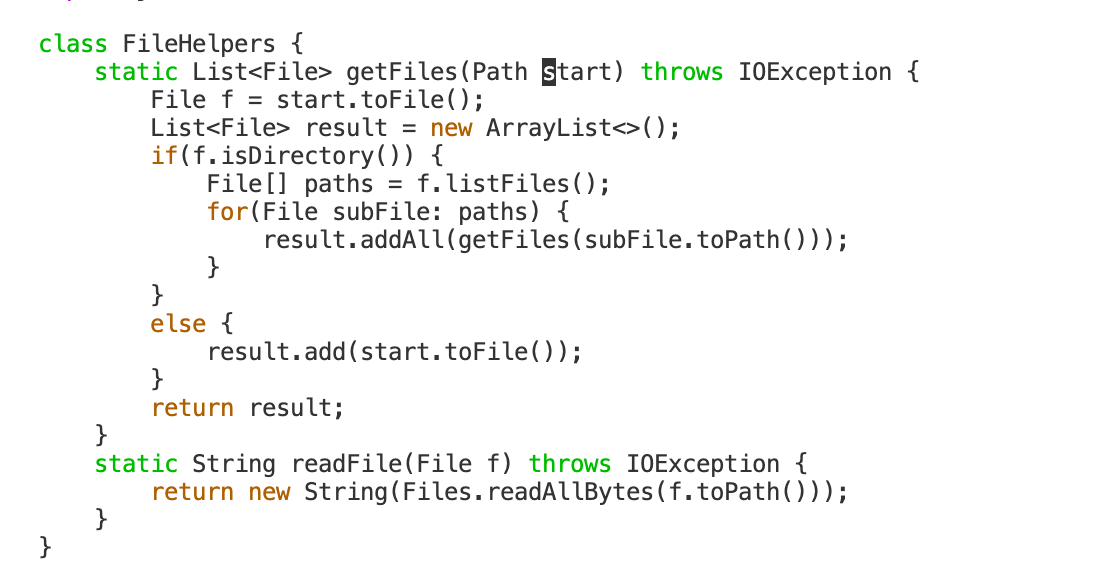 class FileHelpers {
    static List<File> getFiles(Path start) throws IOException {
        File f = start.toFile();
        List<File> result = new ArrayList<>();
        if(f.isDirectory()) {
            File[] paths = f.listFiles();
            for(File subFile: paths) {
                result.addAll(getFiles(subFile.toPath()));
            }
        }
        else {
            result.add(start.toFile());
        }
        return result;
    }
    static String readFile(File f) throws IOException {
        return new String(Files.readAllBytes(f.toPath()));
    }
}